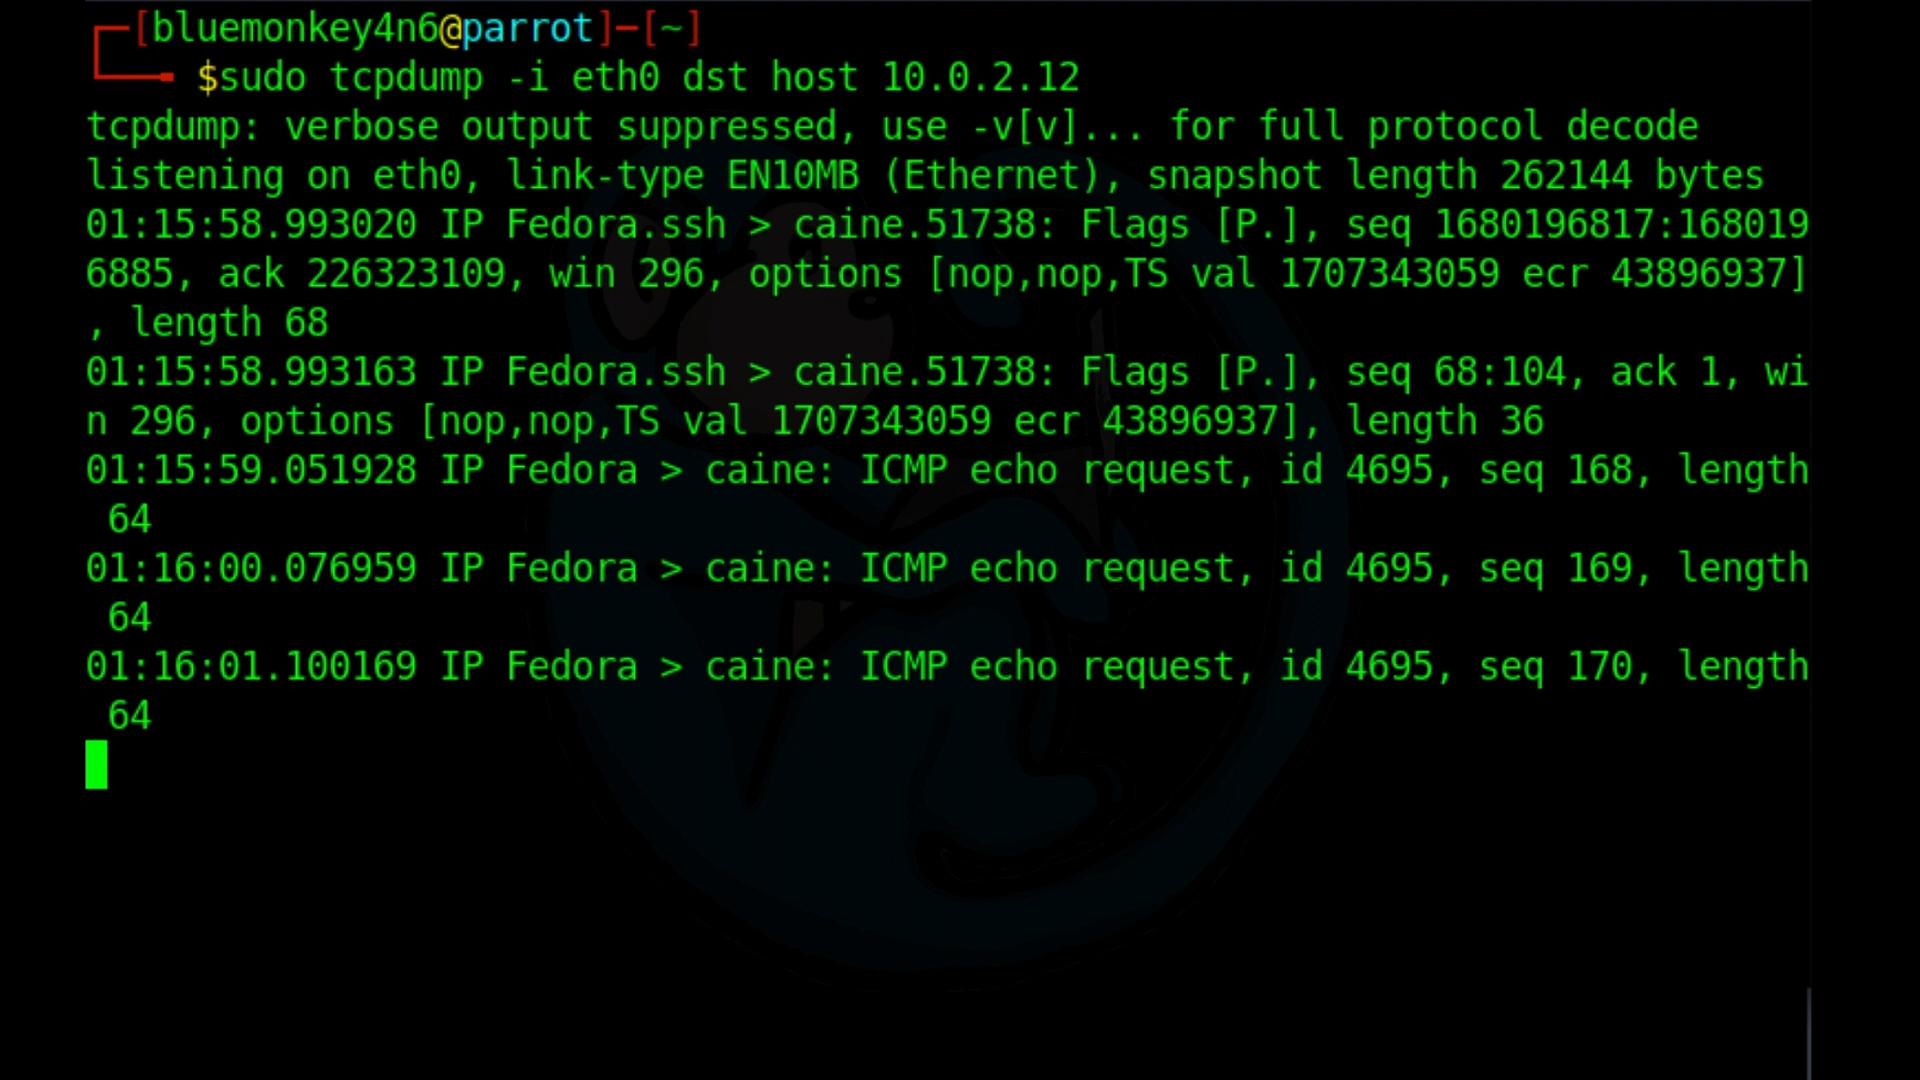 [bluemonkey4n6@parrot]─[~]
$sudo tcpdump -i eth0 dst host 10.0.2.12
tcpdump: verbose output suppressed, use -v[v]... for full protocol decode
listening on eth0, link-type EN10MB (Ethernet), snapshot length 262144 bytes
01:15:58.993020 IP Fedora.ssh > caine.51738: Flags [P.], seq 1680196817:168019
6885, ack 226323109, win 296, options [nop,nop,TS val 1707343059 ecr 43896937]
, length 68
01:15:58.993163 IP Fedora.ssh > caine.51738: Flags [P.], seq 68:104, ack 1, wi
n 296, options [nop,nop,TS val 1707343059 ecr 43896937], length 36
01:15:59.051928 IP Fedora > caine: ICMP echo request, id 4695, seq 168, length
64
01:16:00.076959 IP Fedora > caine: ICMP echo request, id 4695, seq 169, length
64
01:16:01.100169 IP Fedora > caine: ICMP echo request, id 4695, seq 170, length
64